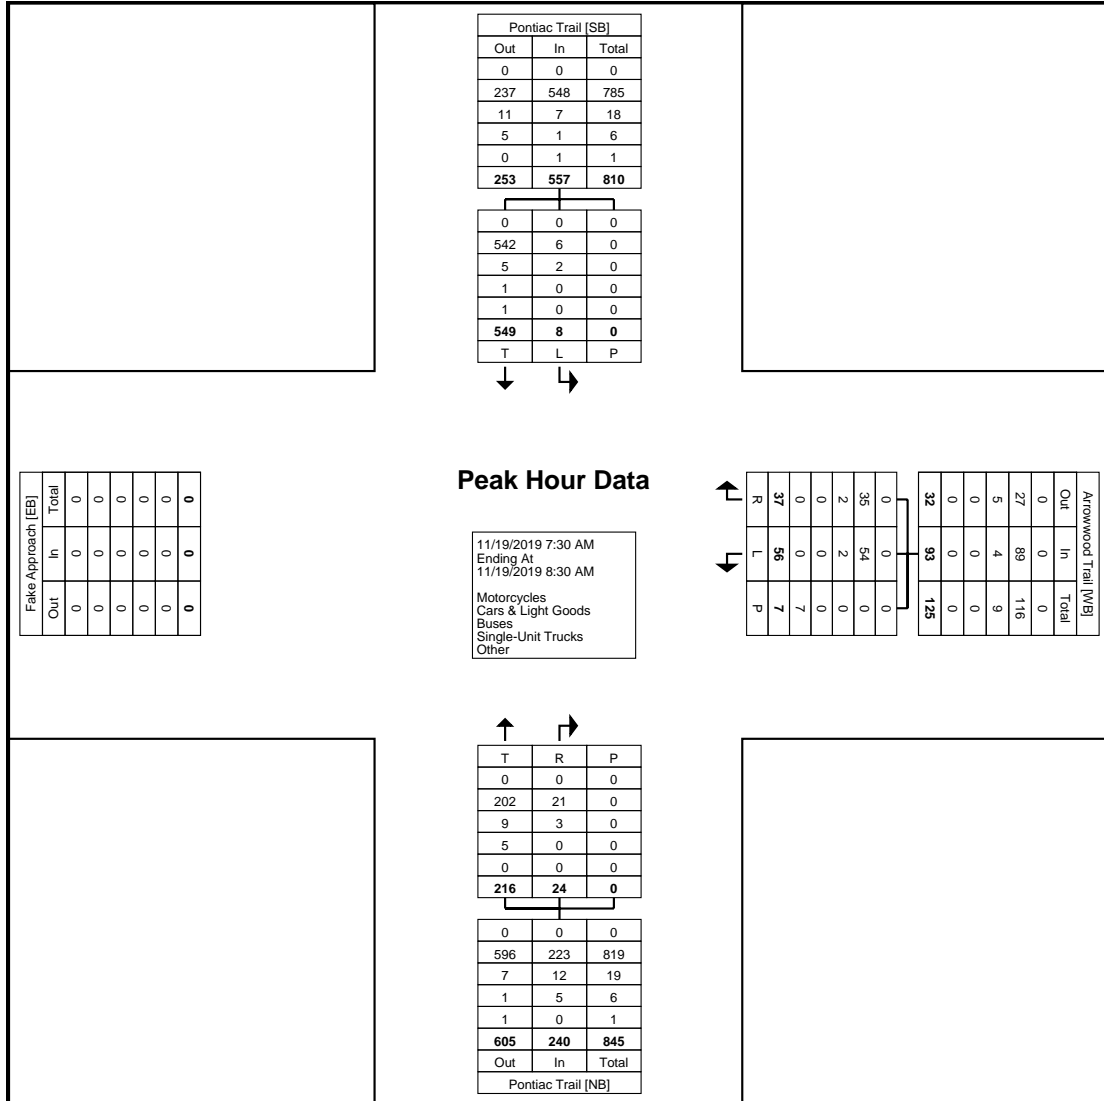 Pontiac Trail [SB]
Out In Total
0 0 0
237 548 785
11 7 18
5 1 6
0 1 1
253 557 810
0 0 0
542 6 0
5 2 0
1 0 0
1 0 0
549 8 0
T L P
Fake Approach [EB]
Total In Out
0 0 0
0 0 0
0 0 0
0 0 0
0 0 0
0 0 0
Peak Hour Data
11/19/2019 7:30 AM
Ending At
11/19/2019 8:30 AM
Motorcycles
Cars & Light Goods
Buses
Single-Unit Trucks
Other
Arrowwood Trail [WB]
Out In Total
0 0 0
27 89 116
5 4 9
0 0 0
0 0 0
32 93 125
0 0 0
35 54 0
2 2 0
0 0 0
0 0 7
37 56 7
R L P
T R P
0 0 0
202 21 0
9 3 0
5 0 0
0 0 0
216 24 0
0 0 0
596 223 819
7 12 19
1 5 6
1 0 1
605 240 845
Out In Total
Pontiac Trail [NB]